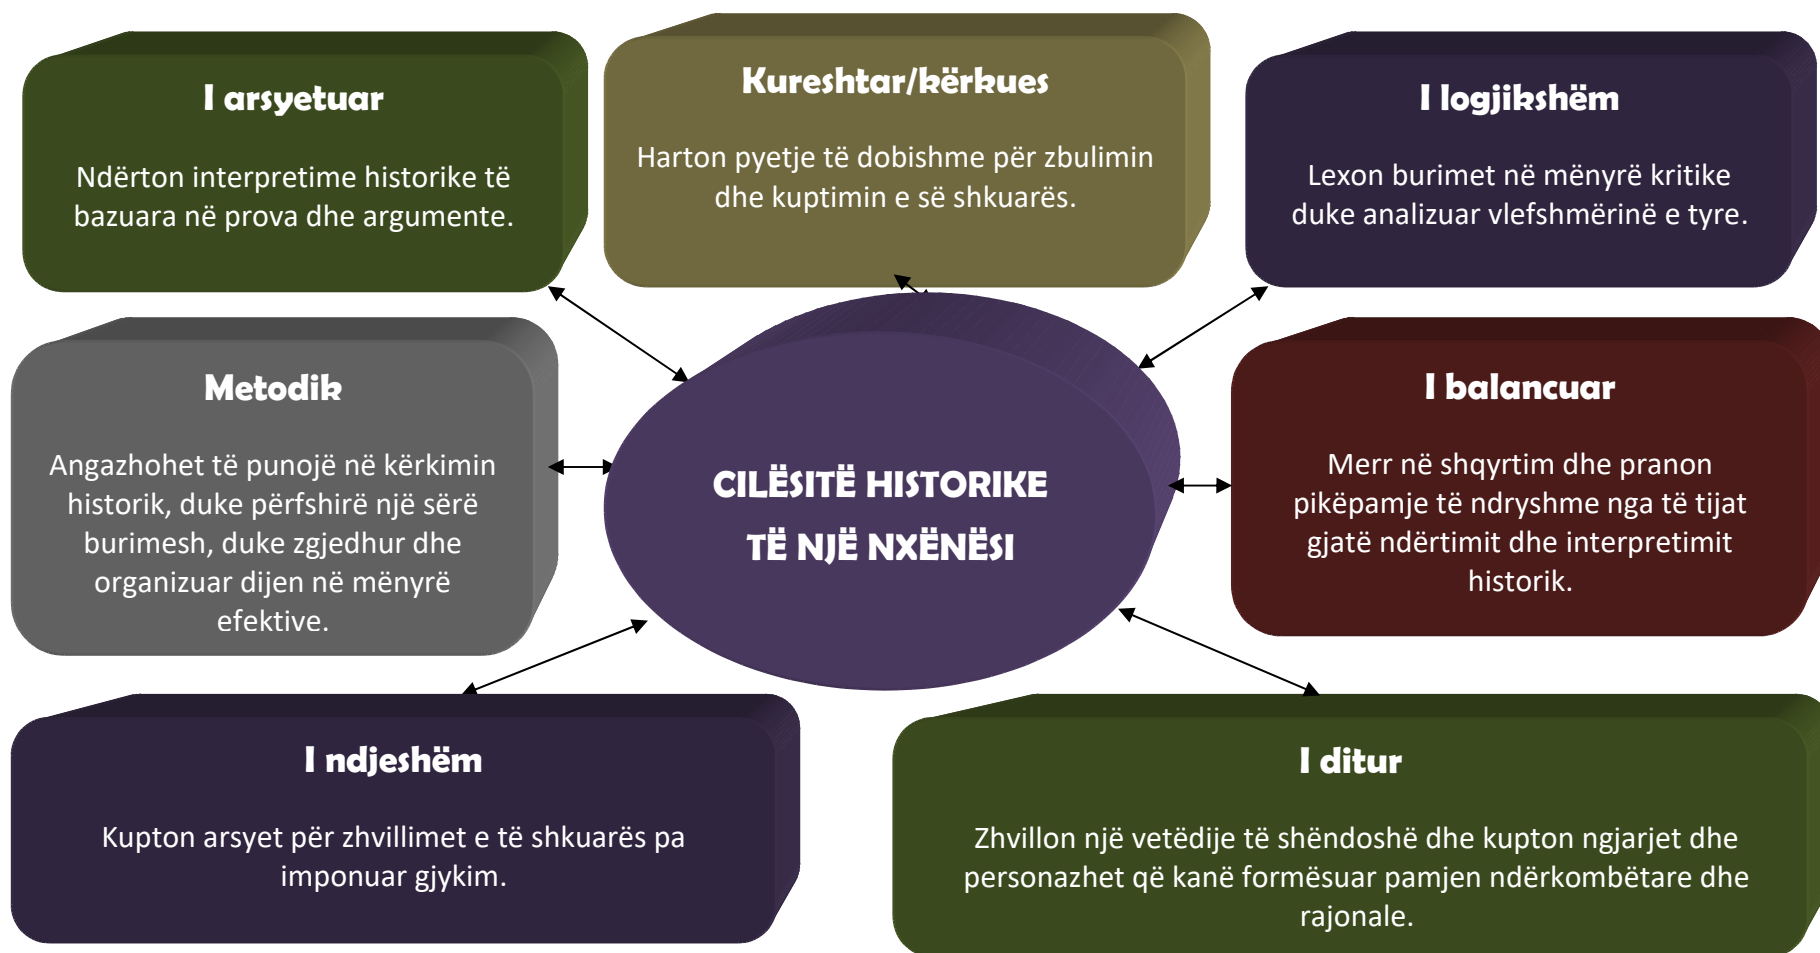 I arsyetuar
Ndërton interpretime historike të
bazuara në prova dhe argumente.
Kureshtar/kërkues
Harton pyetje të dobishme për zbulimin
dhe kuptimin e së shkuarës.
I logjikshëm
Lexon burimet në mënyrë kritike
duke analizuar vlefshmërinë e tyre.
Metodik
Angazhohet të punojë në kërkimin
historik, duke përfshirë një sërë
burimesh, duke zgjedhur dhe
organizuar dijen në mënyrë
efektive.
CILËSITË HISTORIKE
TË NJË NXËNËSI
I balancuar
Merr në shqyrtim dhe pranon
pikëpamje të ndryshme nga të tijat
gjatë ndërtimit dhe interpretimit
historik.
I ndjeshëm
Kupton arsyet për zhvillimet e të shkuarës pa
imponuar gjykim.
I ditur
Zhvillon një vetëdije të shëndoshë dhe kupton ngjarjet dhe
personazhet që kanë formësuar pamjen ndërkombëtare dhe
rajonale.